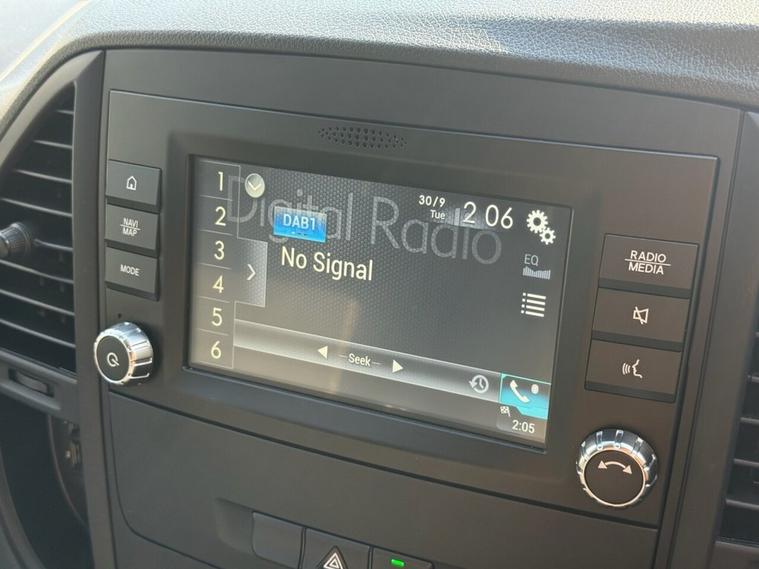 NAVI
MAP
MODE
1
2
3
4
5
6
Digital Radio
DAB1
No Signal
30/9
Tue
2 06
EQ
Seek
2:05
RADIO
MEDIA